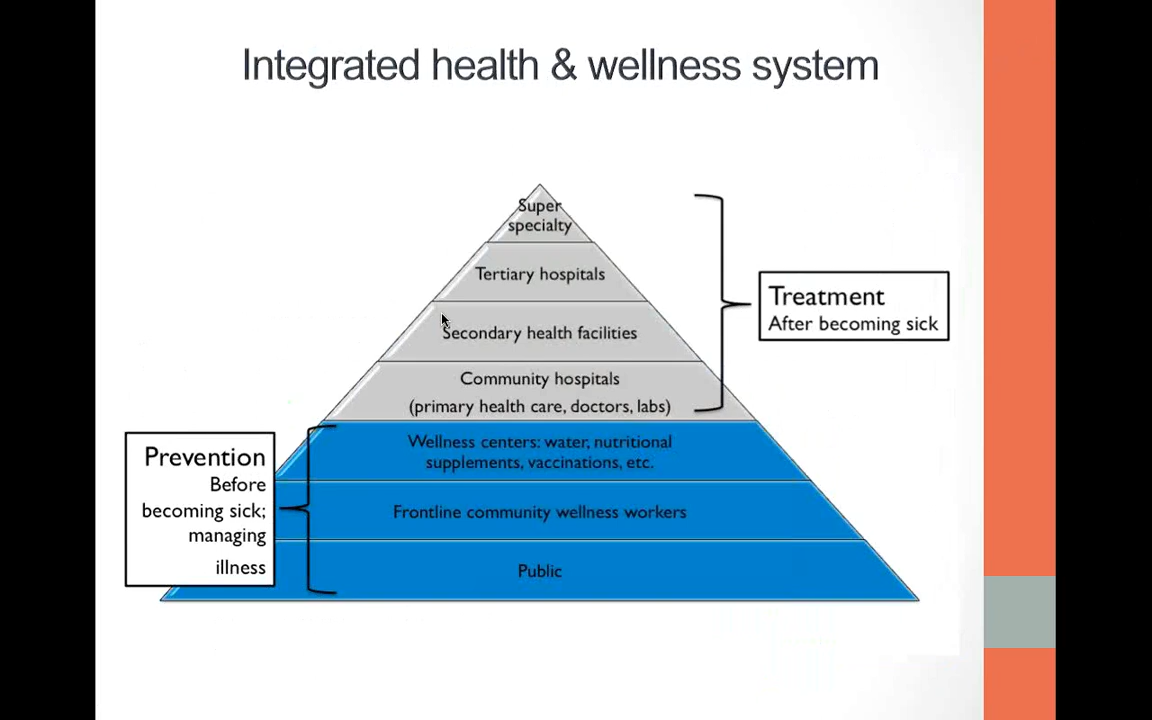 Integrated health & wellness system
Super
specialty
Tertiary hospitals
Secondary health facilities
Community hospitals
(primary health care, doctors, labs)
Treatment
After becoming sick
Wellness centers: water, nutritional
supplements, vaccinations, etc.
Frontline community wellness workers
Public
Prevention
Before
becoming sick;
managing
illness